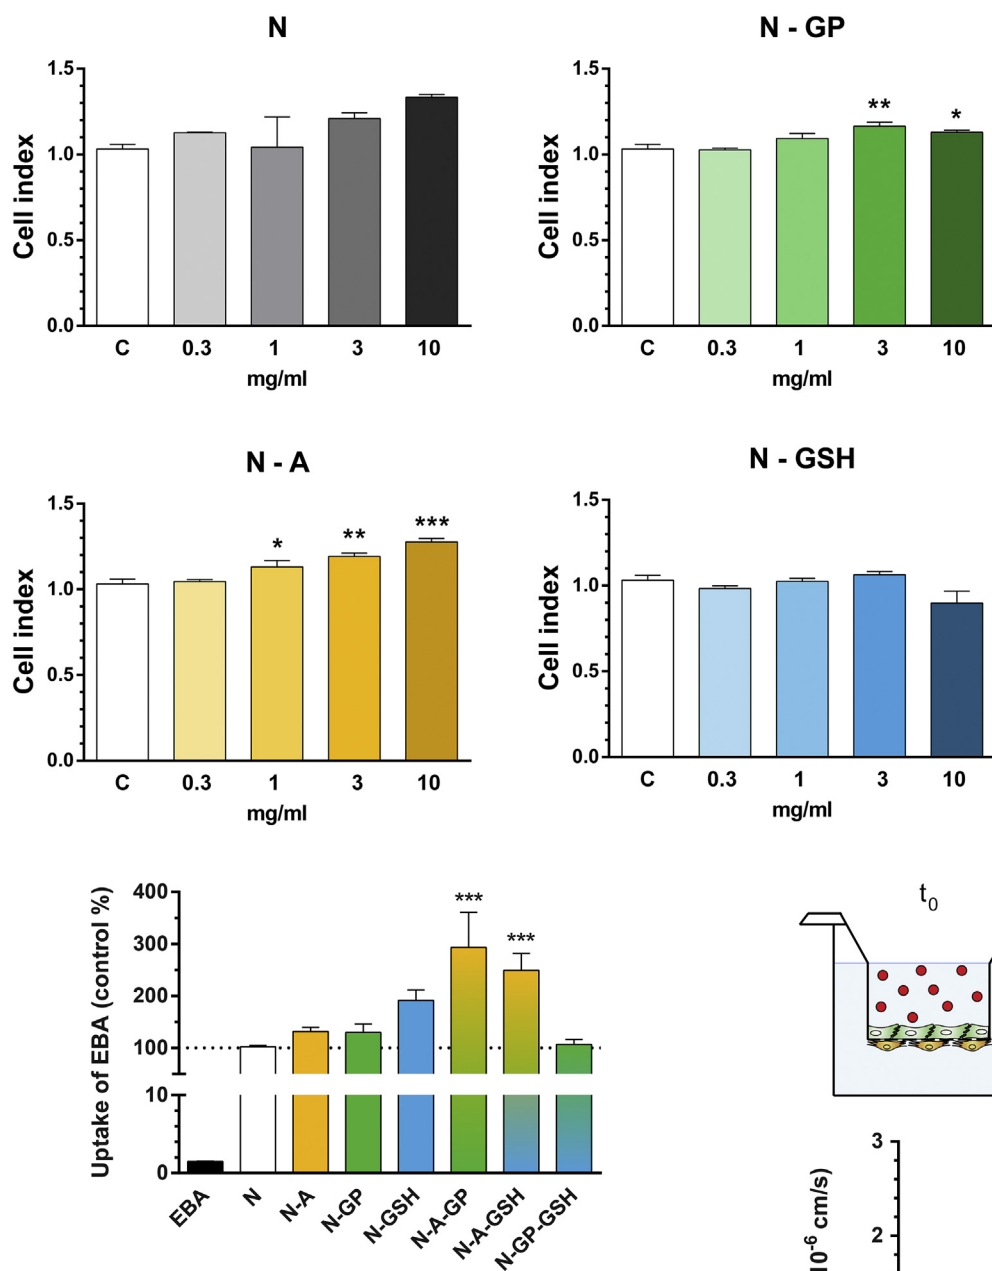 N
1.5
1.0
0.5
0.0
Cell index
C 0.3 1 3 10
mg/ml
N - GP
1.5
1.0
0.5
0.0
Cell index
** *
C 0.3 1 3 10
mg/ml
N - A
1.5
1.0
0.5
0.0
Cell index
* ** ***
C 0.3 1 3 10
mg/ml
N - GSH
1.5
1.0
0.5
0.0
Cell index
C 0.3 1 3 10
mg/ml
Uptake of EBA (control %)
400
300
200
100
10
0
*** ***
EBA N N-A N-GP N-GSH N-A-GP N-A-GSH N-GP-GSH
t0
3
2
10-6 cm/s)